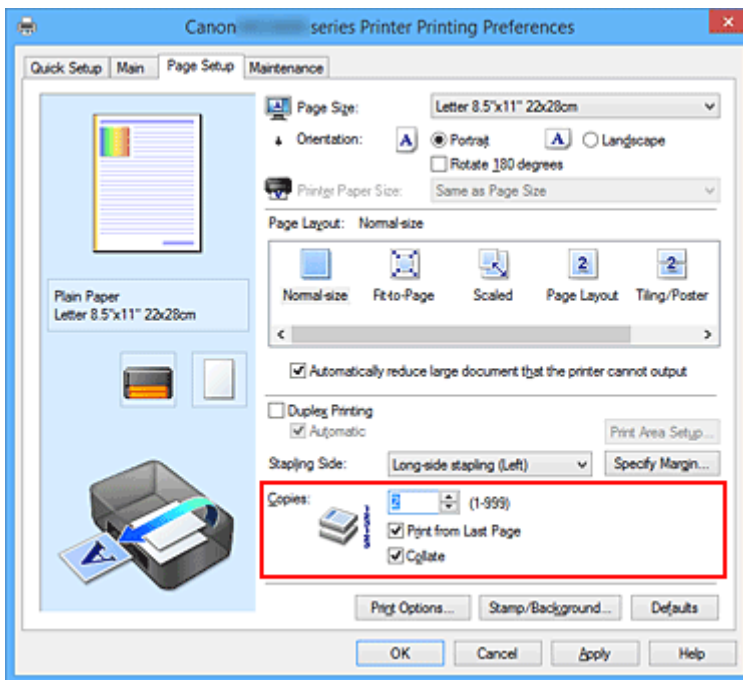 Canon series Printer Printing Preferences
Quick Setup Main Page Setup Maintenance
Page Size: Letter 8.5"x11" 22x28cm
Orientation: A Portrait A Landscape
Rotate 180 degrees
Printer Paper Size: Same as Page Size
Page Layout: Normal-size
Normal-size Fit-to-Page Scaled Page Layout Tiling/Poster
Plain Paper
Letter 8.5"x11" 22x28cm
Automatically reduce large document that the printer cannot output
Duplex Printing
Automatic Print Area Setup...
Stapling Side: Long-side stapling (Left) Specify Margin...
Copies: 2 (1-999)
Print from Last Page
Collate
Print Options... Stamp/Background... Defaults
OK Cancel Apply Help